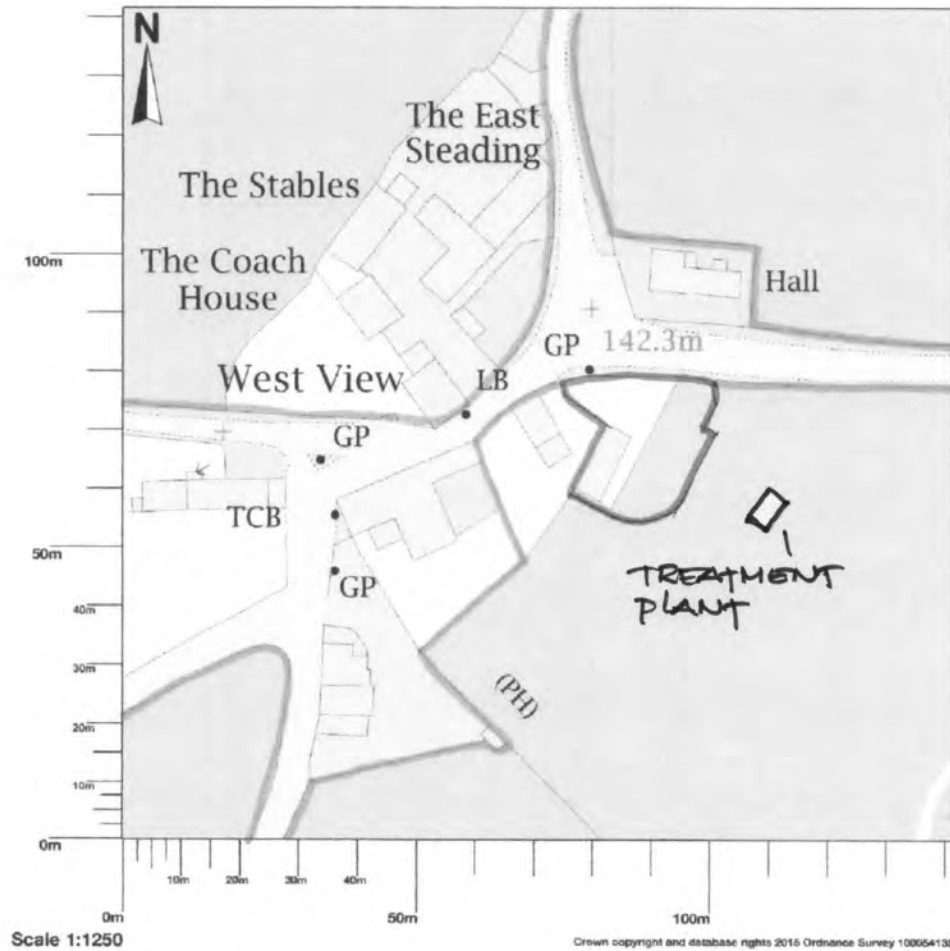 N
The East
Steading
The Stables
The Coach
House
100m
Hall
GP
142.3m
West View
LB
GP
TCB
50m
TREATMENT
PLANT
GP
40m
30m
(PH)
20m
10m
0m
10m
20m
30m
40m
0m
50m
100m
Scale 1:1250
Crown copyright and database rights 2015 Ordnance Survey